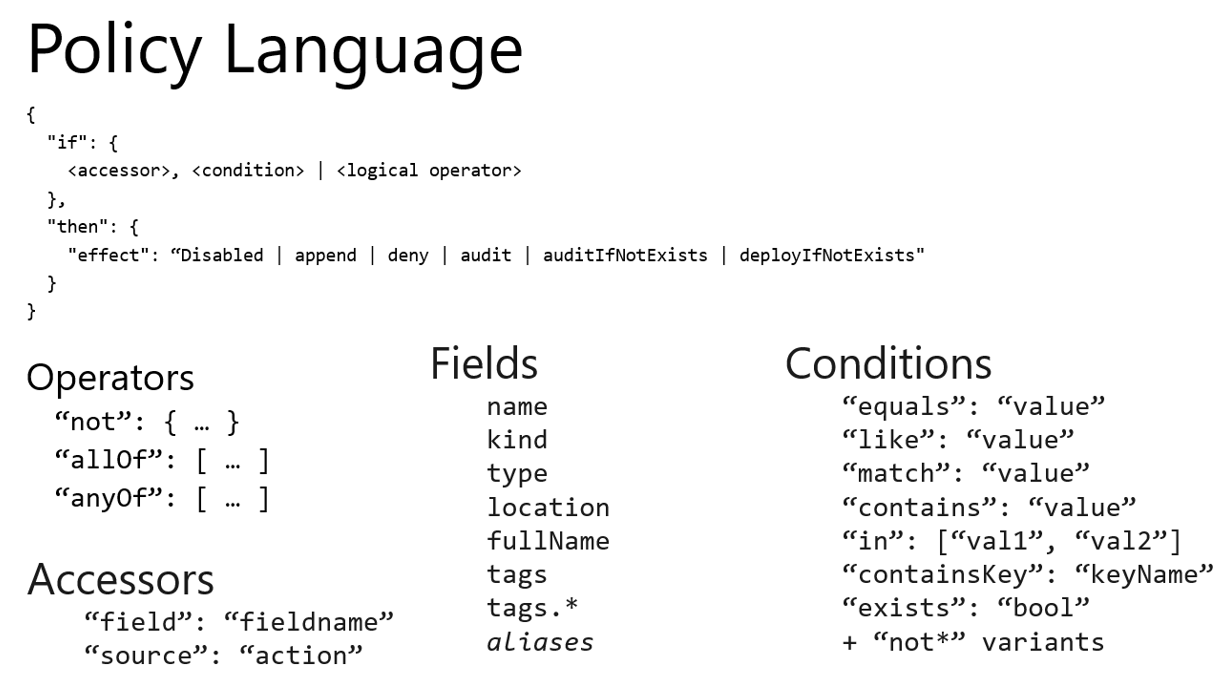 Policy Language
{
"if": {
<accessor>, <condition> | <logical operator>
},
"then": {
"effect": “Disabled | append | deny | audit | auditIfNotExists | deployIfNotExists"
}
}
Operators
“not”: { … }
“allOf”: [ … ]
“anyOf”: [ … ]
Accessors
“field”: “fieldname”
“source”: “action”
Fields
name
kind
type
location
fullName
tags
tags.*
aliases
Conditions
“equals”: “value”
“like”: “value”
“match”: “value”
“contains”: “value”
“in”: [“val1”, “val2”]
“containsKey”: “keyName”
“exists”: “bool”
+ “not*” variants